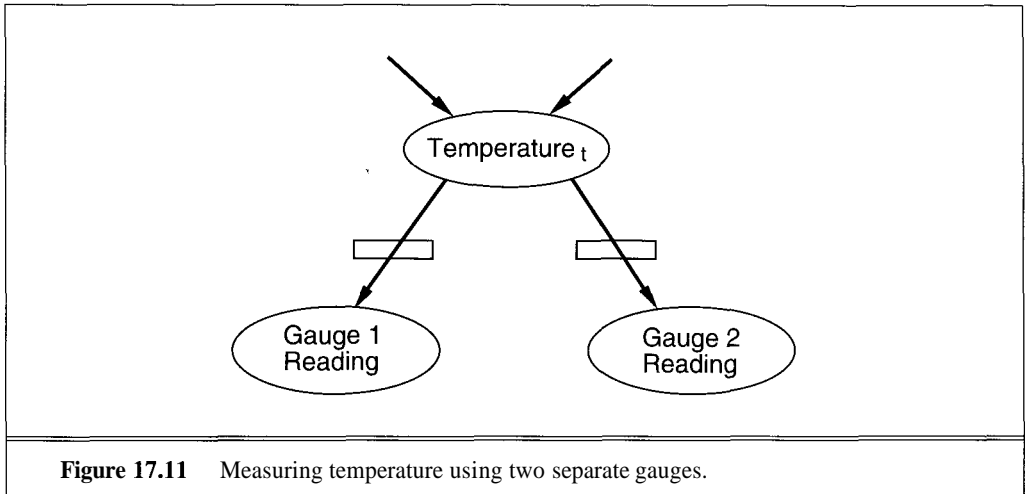 Temperature t
Gauge 1
Reading
Gauge 2
Reading
Figure 17.11 Measuring temperature using two separate gauges.